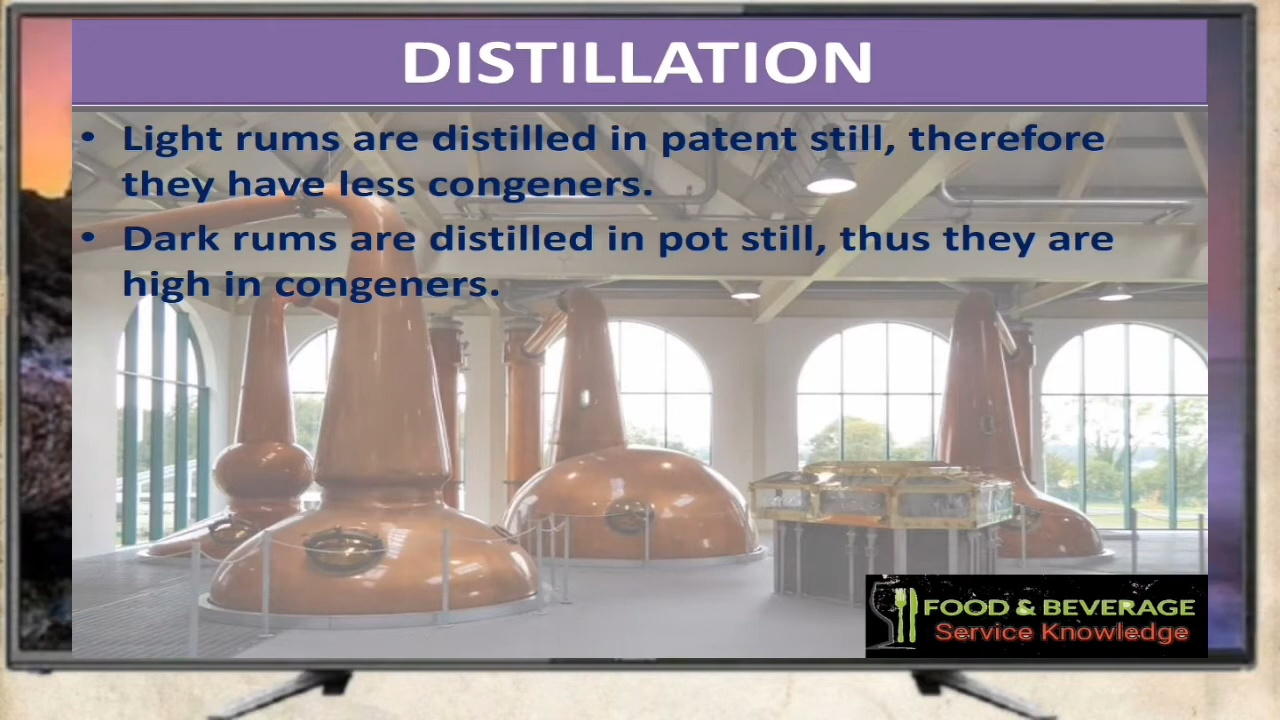 DISTILLATION
• Light rums are distilled in patent still, therefore
they have less congeners.
• Dark rums are distilled in pot still, thus they are
high in congeners.
FOOD & BEVERAGE
Service Knowledge